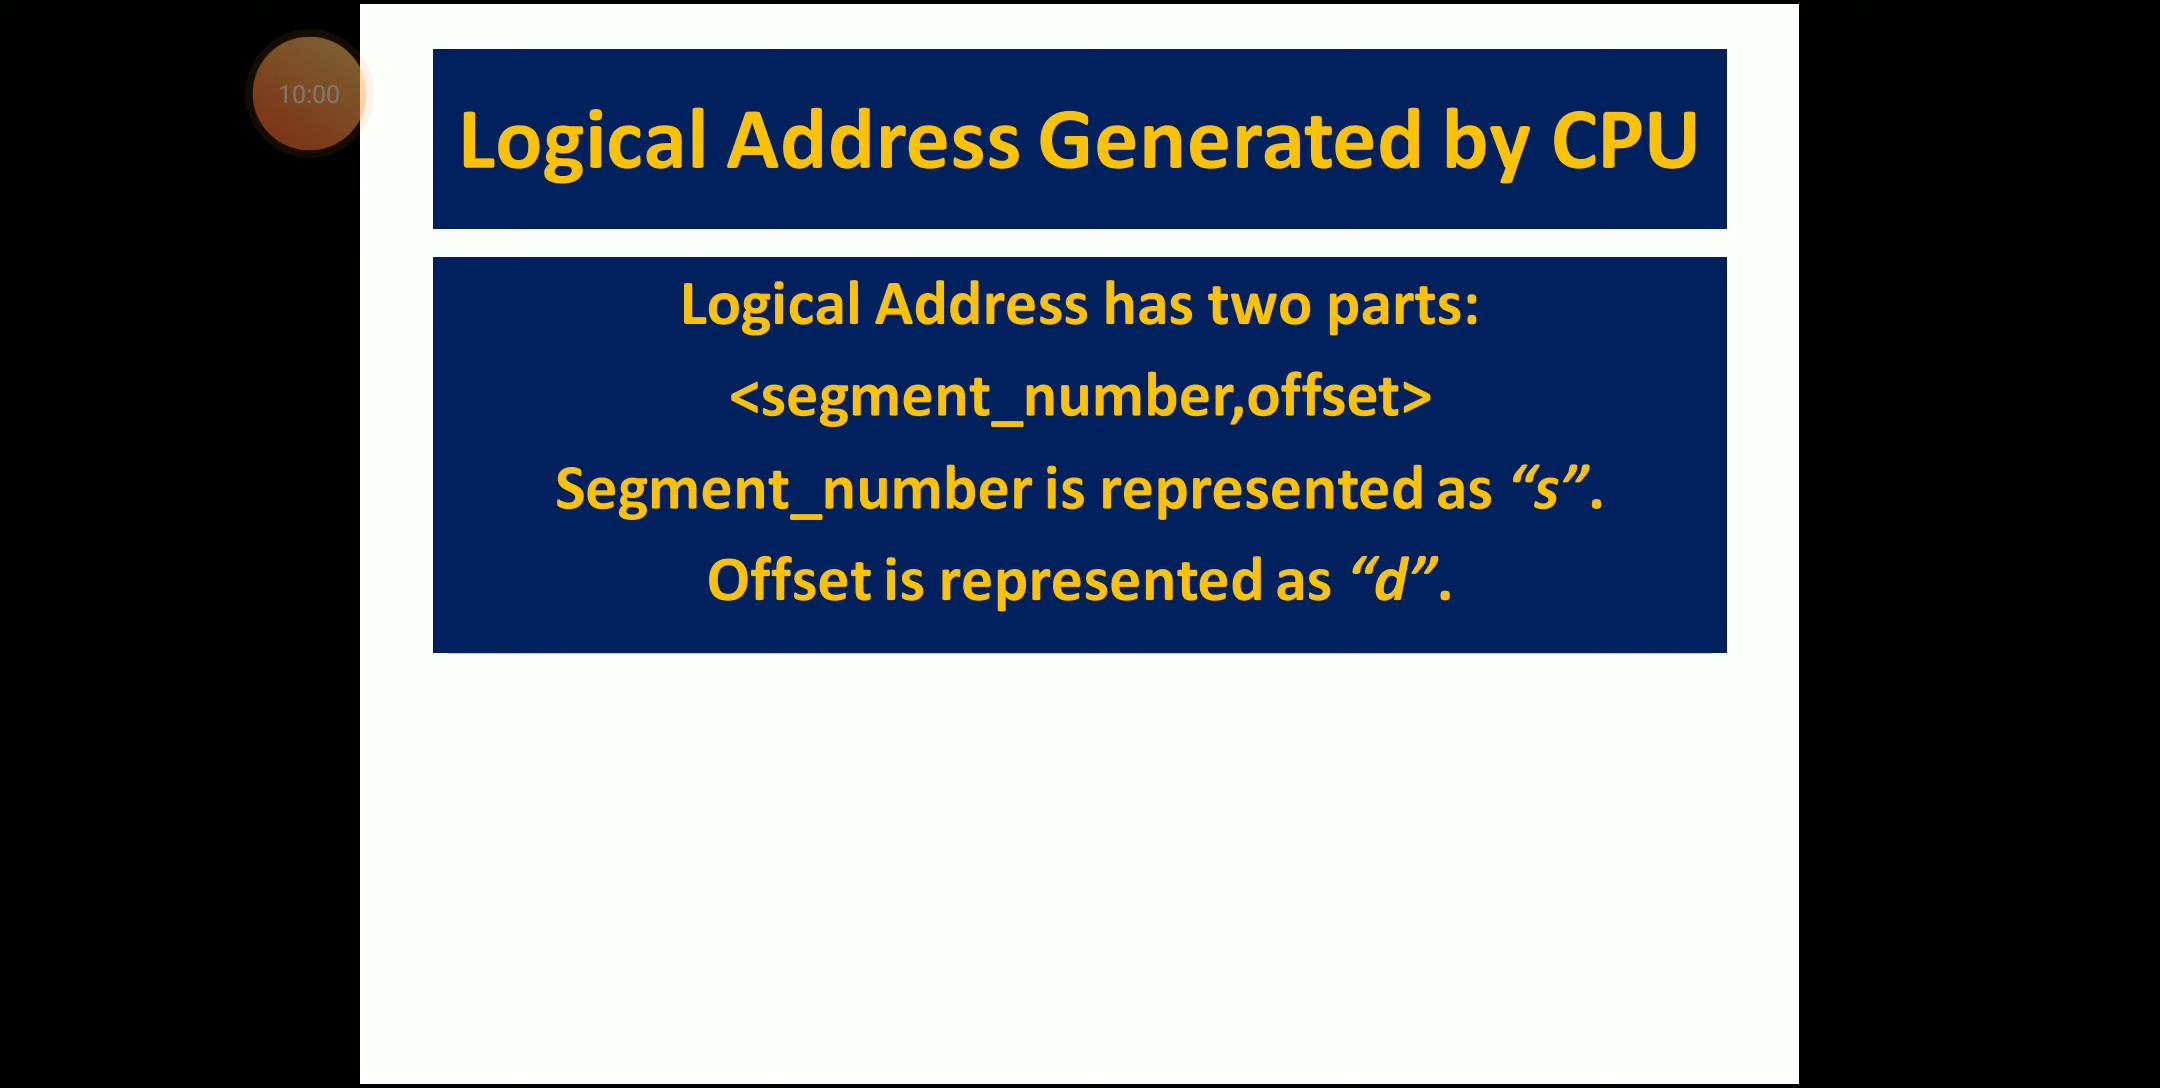 10:00
Logical Address Generated by CPU
Logical Address has two parts:
<segment_number,offset>
Segment_number is represented as “s”.
Offset is represented as “d”.